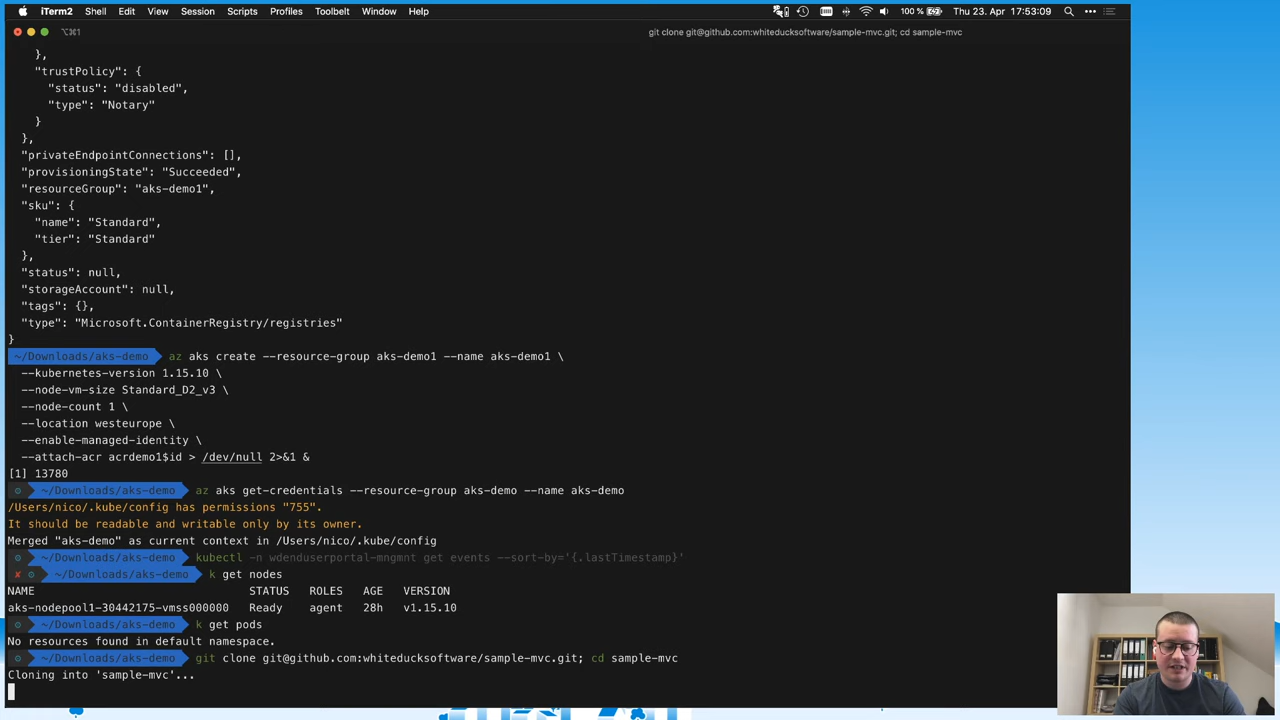 iTerm2 Shell Edit View Session Scripts Profiles Toolbelt Window Help 100 % Thu 23. Apr 17:53:09
⌥⌘1 git clone git@github.com:whiteducksoftware/sample-mvc.git; cd sample-mvc
},
"trustPolicy": {
"status": "disabled",
"type": "Notary"
}
},
"privateEndpointConnections": [],
"provisioningState": "Succeeded",
"resourceGroup": "aks-demo1",
"sku": {
"name": "Standard",
"tier": "Standard"
},
"status": null,
"storageAccount": null,
"tags": {},
"type": "Microsoft.ContainerRegistry/registries"
}
~/Downloads/aks-demo az aks create --resource-group aks-demo1 --name aks-demo1 \
--kubernetes-version 1.15.10 \
--node-vm-size Standard_D2_v3 \
--node-count 1 \
--location westeurope \
--enable-managed-identity \
--attach-acr acrdemo1$id > /dev/null 2>&1 &
[1] 13780
~/Downloads/aks-demo az aks get-credentials --resource-group aks-demo --name aks-demo
/Users/nico/.kube/config has permissions "755".
It should be readable and writable only by its owner.
Merged "aks-demo" as current context in /Users/nico/.kube/config
~/Downloads/aks-demo kubectl -n wdenduserportal-mngmnt get events --sort-by='{.lastTimestamp}'
✘ ~/Downloads/aks-demo k get nodes
NAME STATUS ROLES AGE VERSION
aks-nodepool1-30442175-vmss000000 Ready agent 28h v1.15.10
~/Downloads/aks-demo k get pods
No resources found in default namespace.
~/Downloads/aks-demo git clone git@github.com:whiteducksoftware/sample-mvc.git; cd sample-mvc
Cloning into 'sample-mvc'...